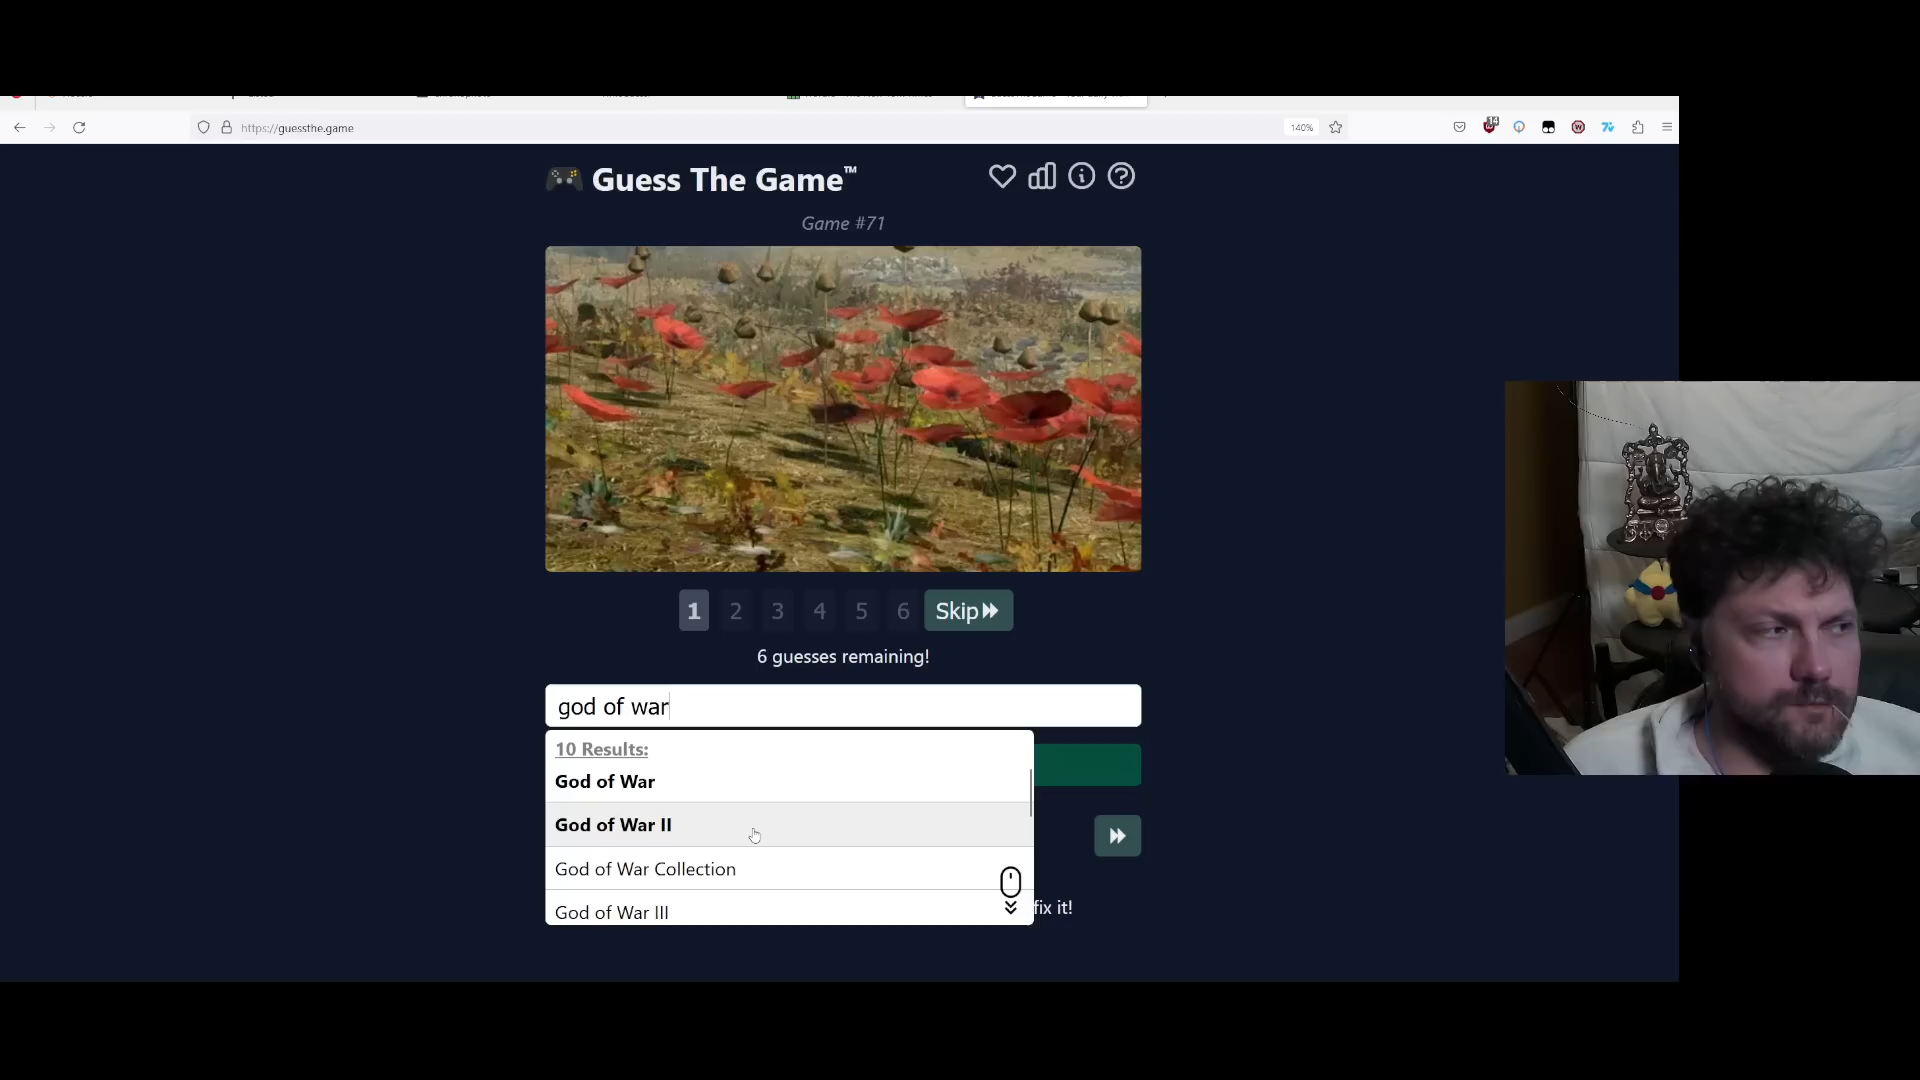 https://guessthe.game
140%
14
Guess The Game™
Game #71
1 2 3 4 5 6 Skip
6 guesses remaining!
god of war
10 Results:
God of War
God of War II
God of War Collection
God of War III
fix it!